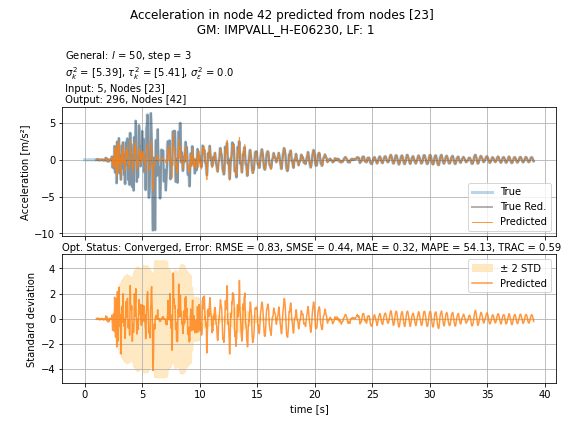 Acceleration in node 42 predicted from nodes [23]
GM: IMPVALL_H-E06230, LF: 1
General: l = 50, step = 3
σ²ₖ = [5.39], τ²ₖ = [5.41], σ²ₑ = 0.0
Input: 5, Nodes [23]
Output: 296, Nodes [42]
Acceleration [m/s²]
5
0
−5
−10
True
True Red.
Predicted
Opt. Status: Converged, Error: RMSE = 0.83, SMSE = 0.44, MAE = 0.32, MAPE = 54.13, TRAC = 0.59
Standard deviation
4
2
0
−2
−4
± 2 STD
Predicted
0 5 10 15 20 25 30 35 40
time [s]